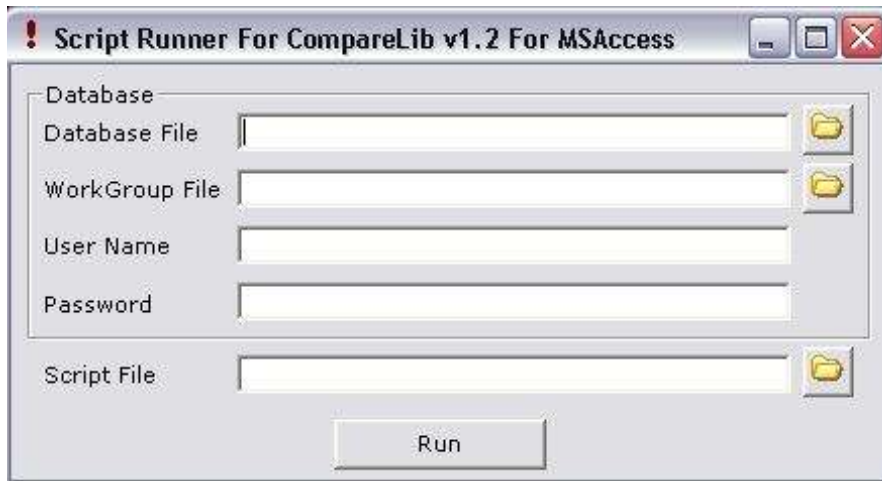 Script Runner For CompareLib v1.2 For MSAccess
Database
Database File
WorkGroup File
User Name
Password
Script File
Run